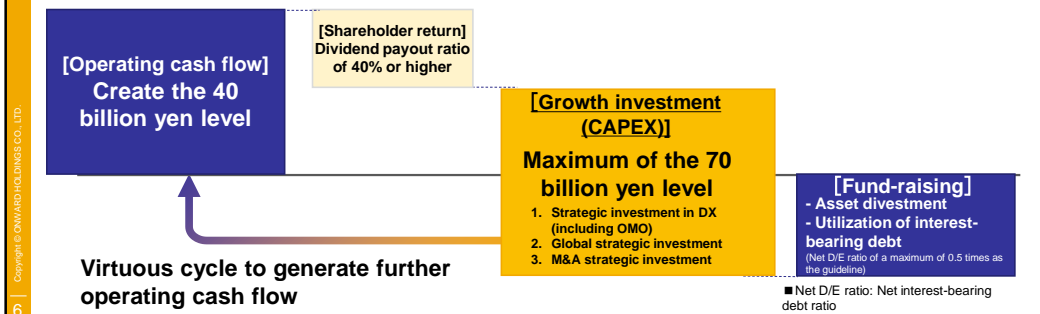 [Operating cash flow]
Create the 40
billion yen level
[Shareholder return]
Dividend payout ratio
of 40% or higher
[Growth investment
(CAPEX)]
Maximum of the 70
billion yen level
1. Strategic investment in DX
(including OMO)
2. Global strategic investment
3. M&A strategic investment
[Fund-raising]
- Asset divestment
- Utilization of interest-
bearing debt
(Net D/E ratio of a maximum of 0.5 times as
the guideline)
■Net D/E ratio: Net interest-bearing
debt ratio
Virtuous cycle to generate further
operating cash flow
Copyright © ONWARD HOLDINGS CO., LTD.
6